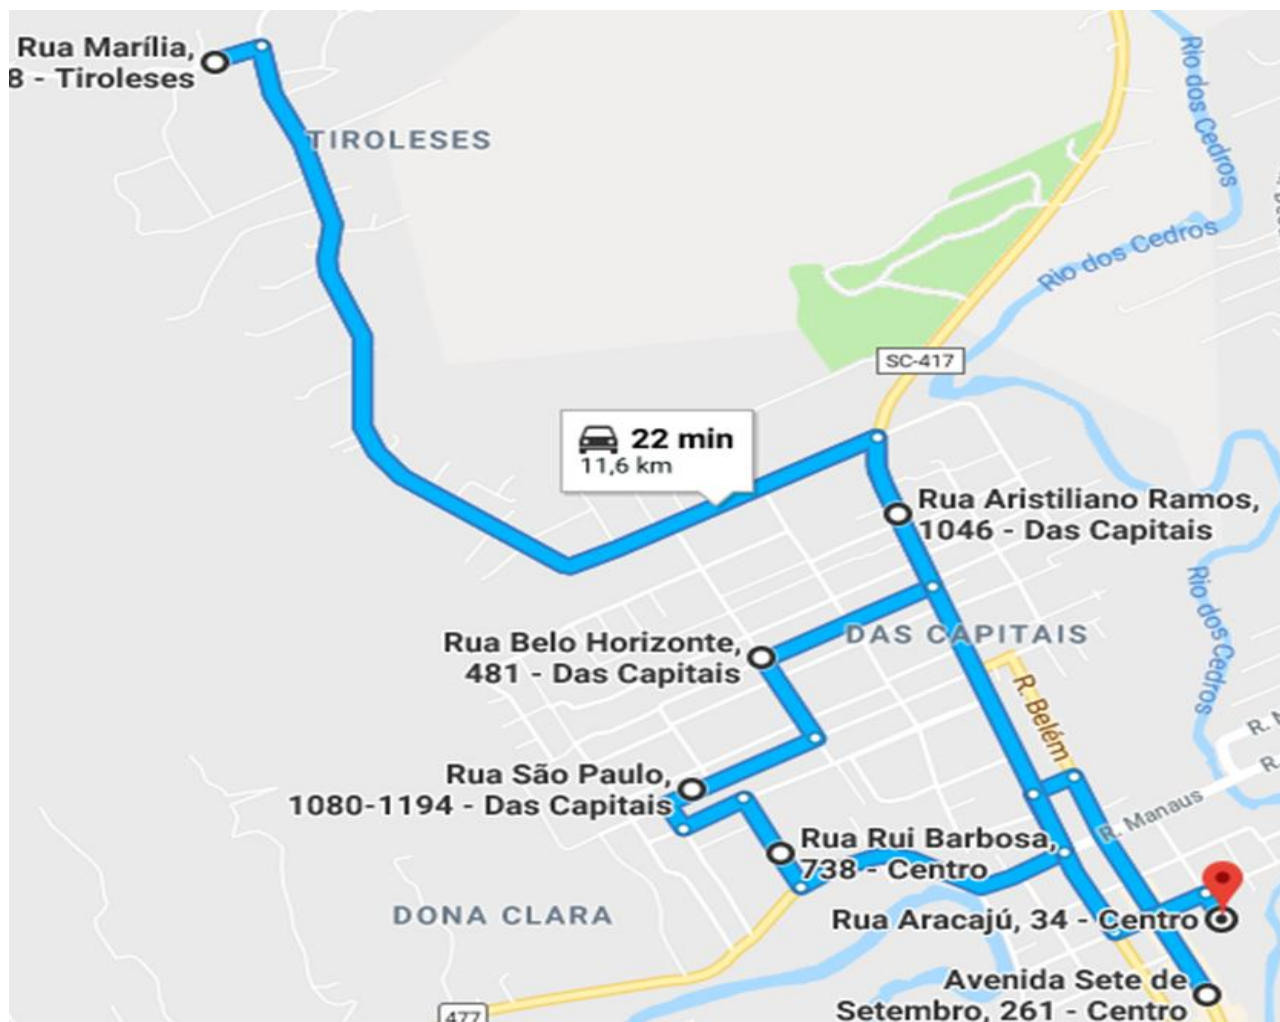 Rua Marília,
8 - Tiroleses
TIROLESES
Rio dos Cedros
Rio dos Cedros
SC-417
22 min
11,6 km
Rua Aristiliano Ramos,
1046 - Das Capitais
Rio dos Cedros
DAS CAPITAIS
Rua Belo Horizonte,
481 - Das Capitais
R. Belém
R.
R.
Rua São Paulo,
1080-1194 - Das Capitais
R. Manaus
Rua Rui Barbosa,
738 - Centro
DONA CLARA
Rua Aracajú, 34 - Centro
Avenida Sete de
Setembro, 261 - Centro
477